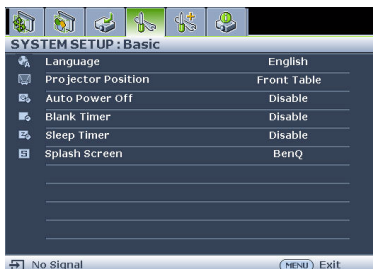 SYSTEM SETUP : Basic
Language English
Projector Position Front Table
Auto Power Off Disable
Blank Timer Disable
Sleep Timer Disable
Splash Screen BenQ
No Signal MENU Exit